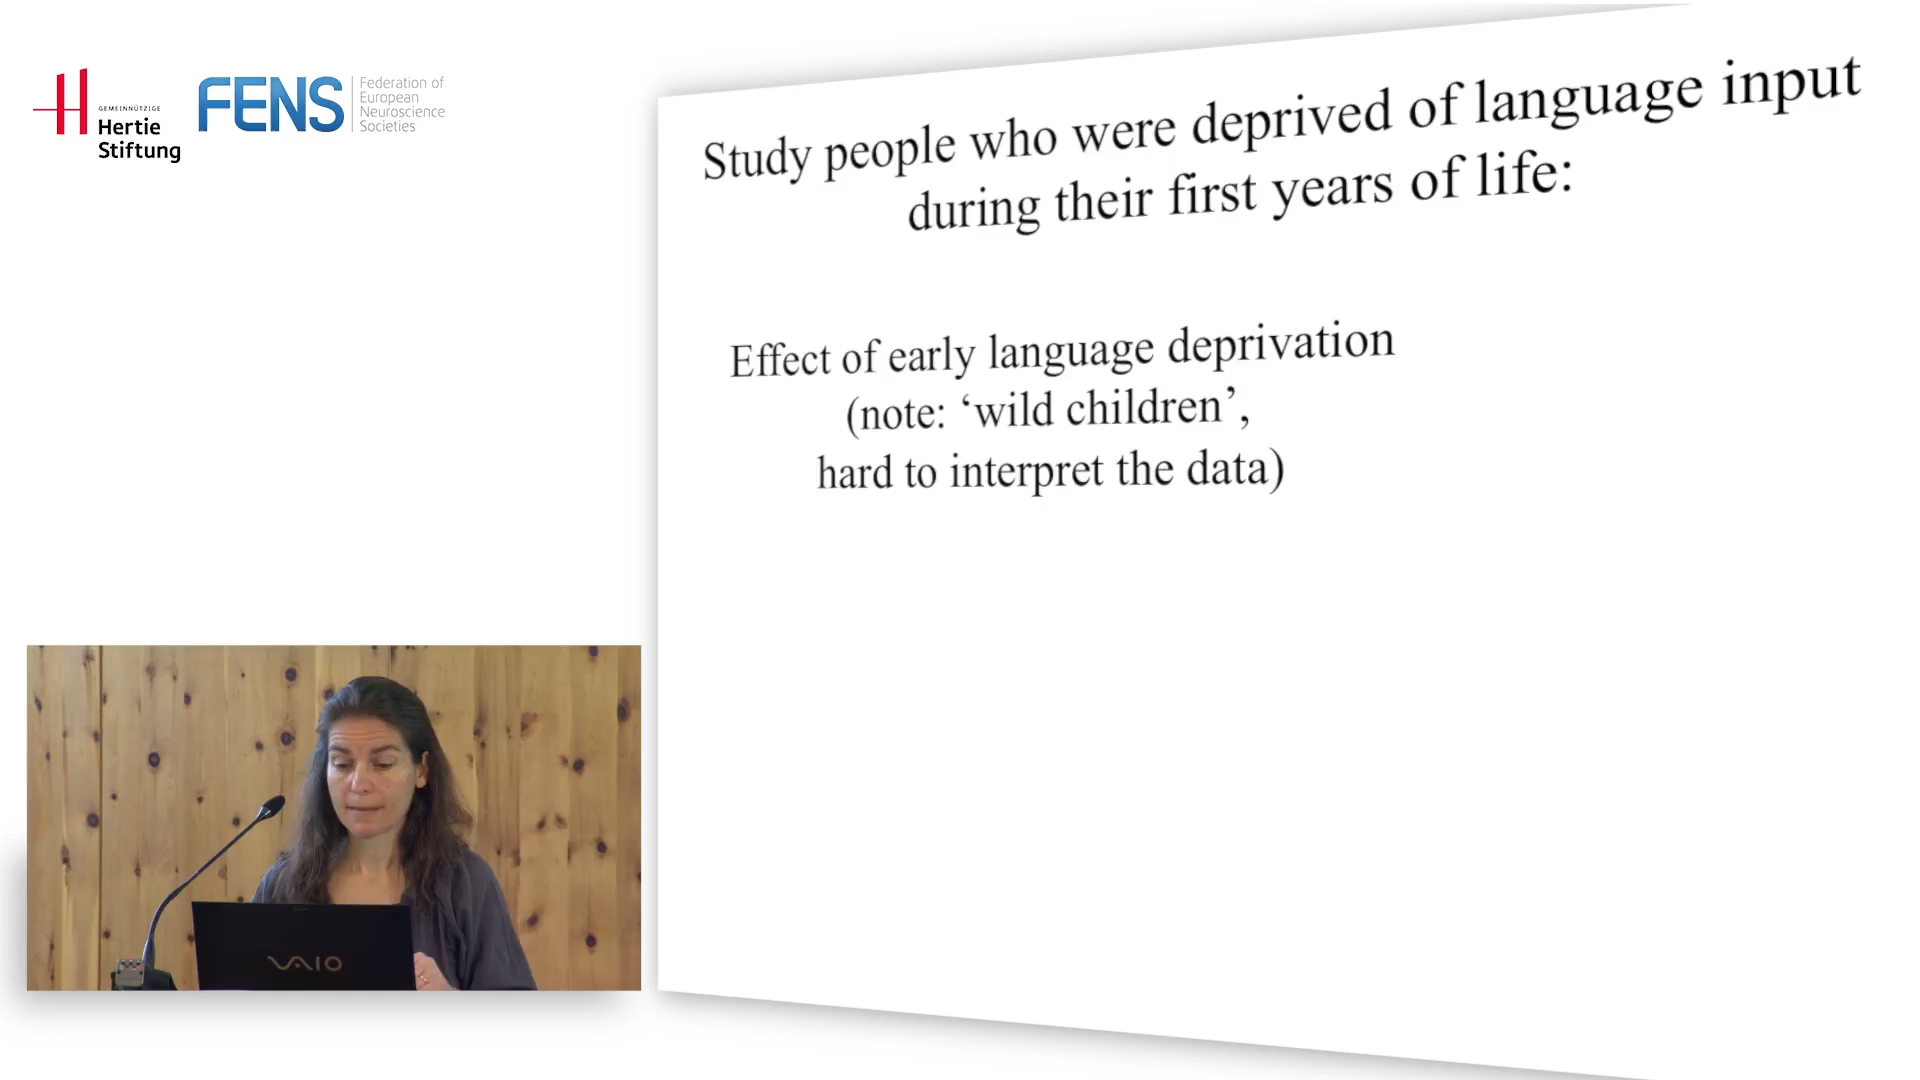 GEMEINNÜTZIGE
Hertie
Stiftung
FENS
Federation of
European
Neuroscience
Societies
Study people who were deprived of language input
during their first years of life:
Effect of early language deprivation
(note: ‘wild children’,
hard to interpret the data)
VAIO